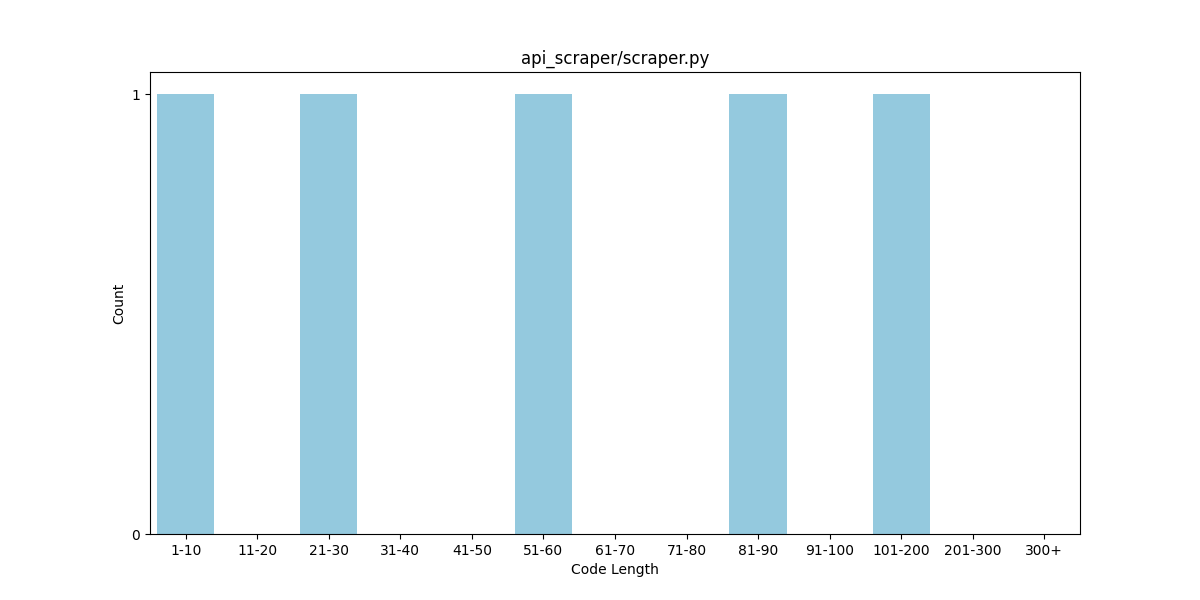 api_scraper/scraper.py
1
Count
0
1-10 11-20 21-30 31-40 41-50 51-60 61-70 71-80 81-90 91-100 101-200 201-300 300+
Code Length